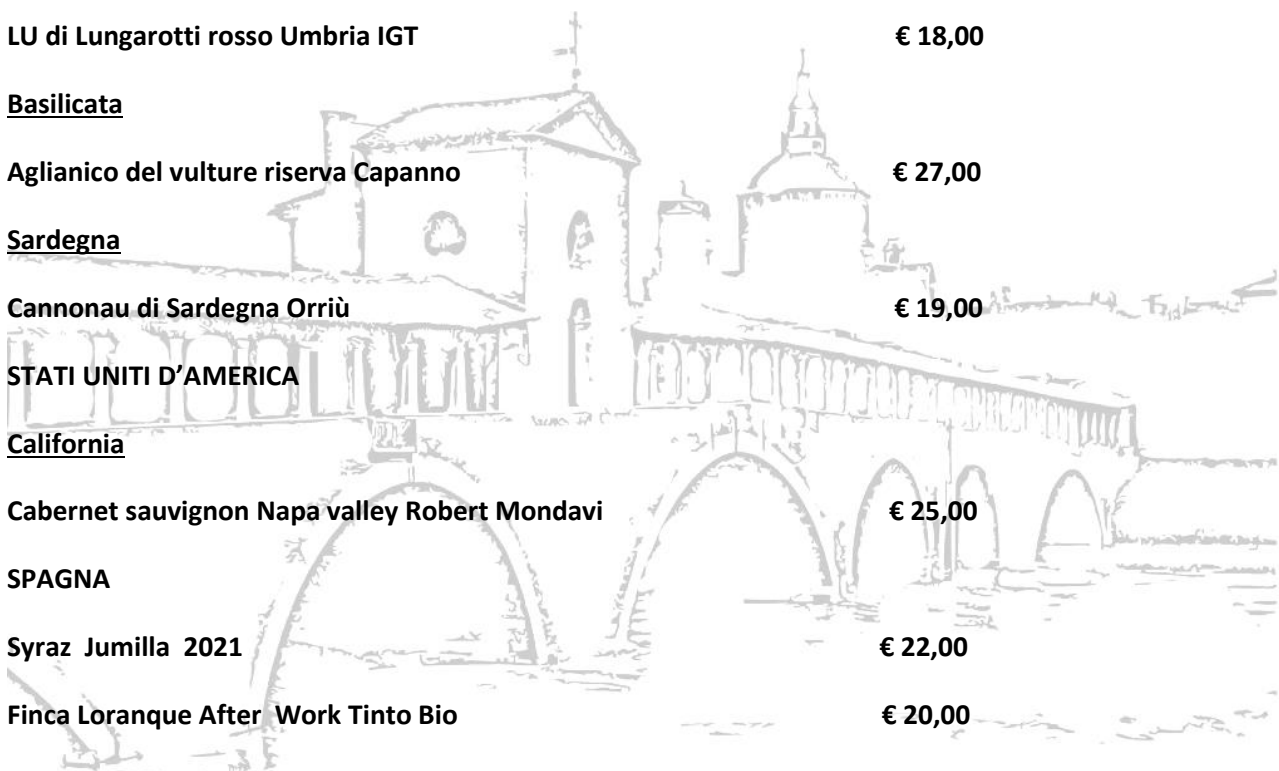 LU di Lungarotti rosso Umbria IGT € 18,00
Basilicata
Aglianico del vulture riserva Capanno € 27,00
Sardegna
Cannonau di Sardegna Orriù € 19,00
STATI UNITI D’AMERICA
California
Cabernet sauvignon Napa valley Robert Mondavi € 25,00
SPAGNA
Syraz Jumilla 2021 € 22,00
Finca Loranque After Work Tinto Bio € 20,00